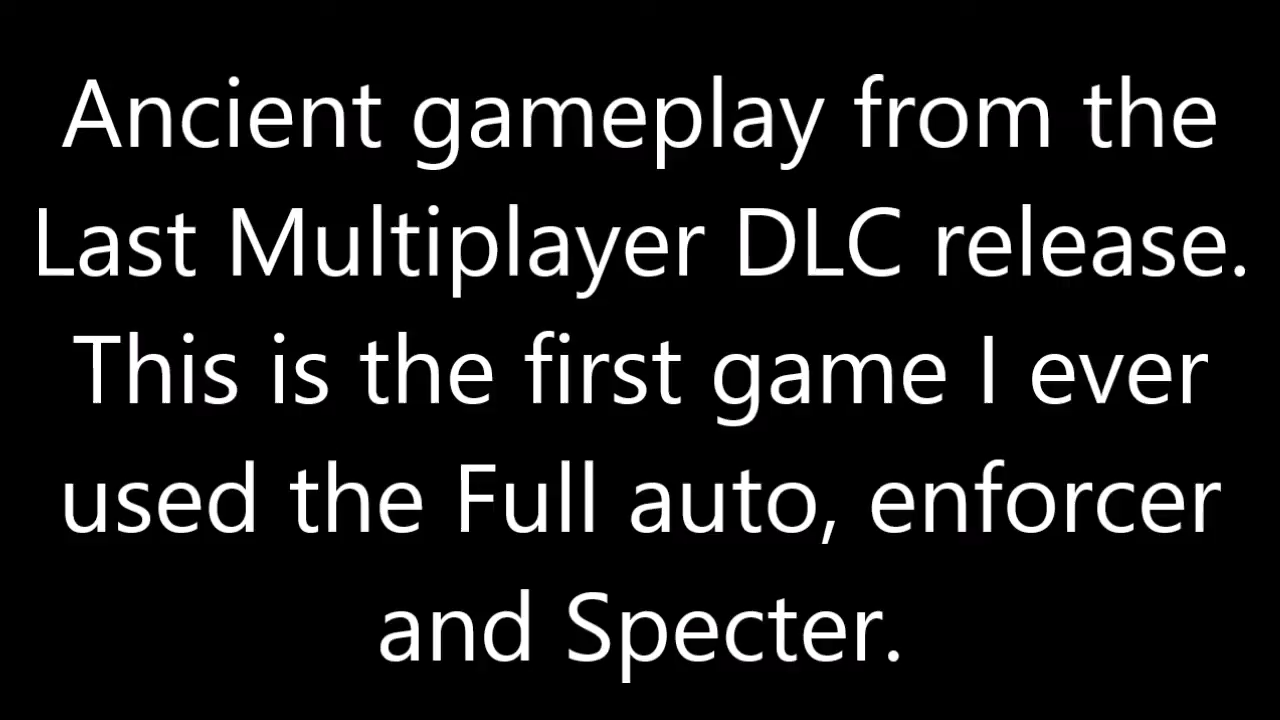 Ancient gameplay from the
Last Multiplayer DLC release.
This is the first game I ever
used the Full auto, enforcer
and Specter.